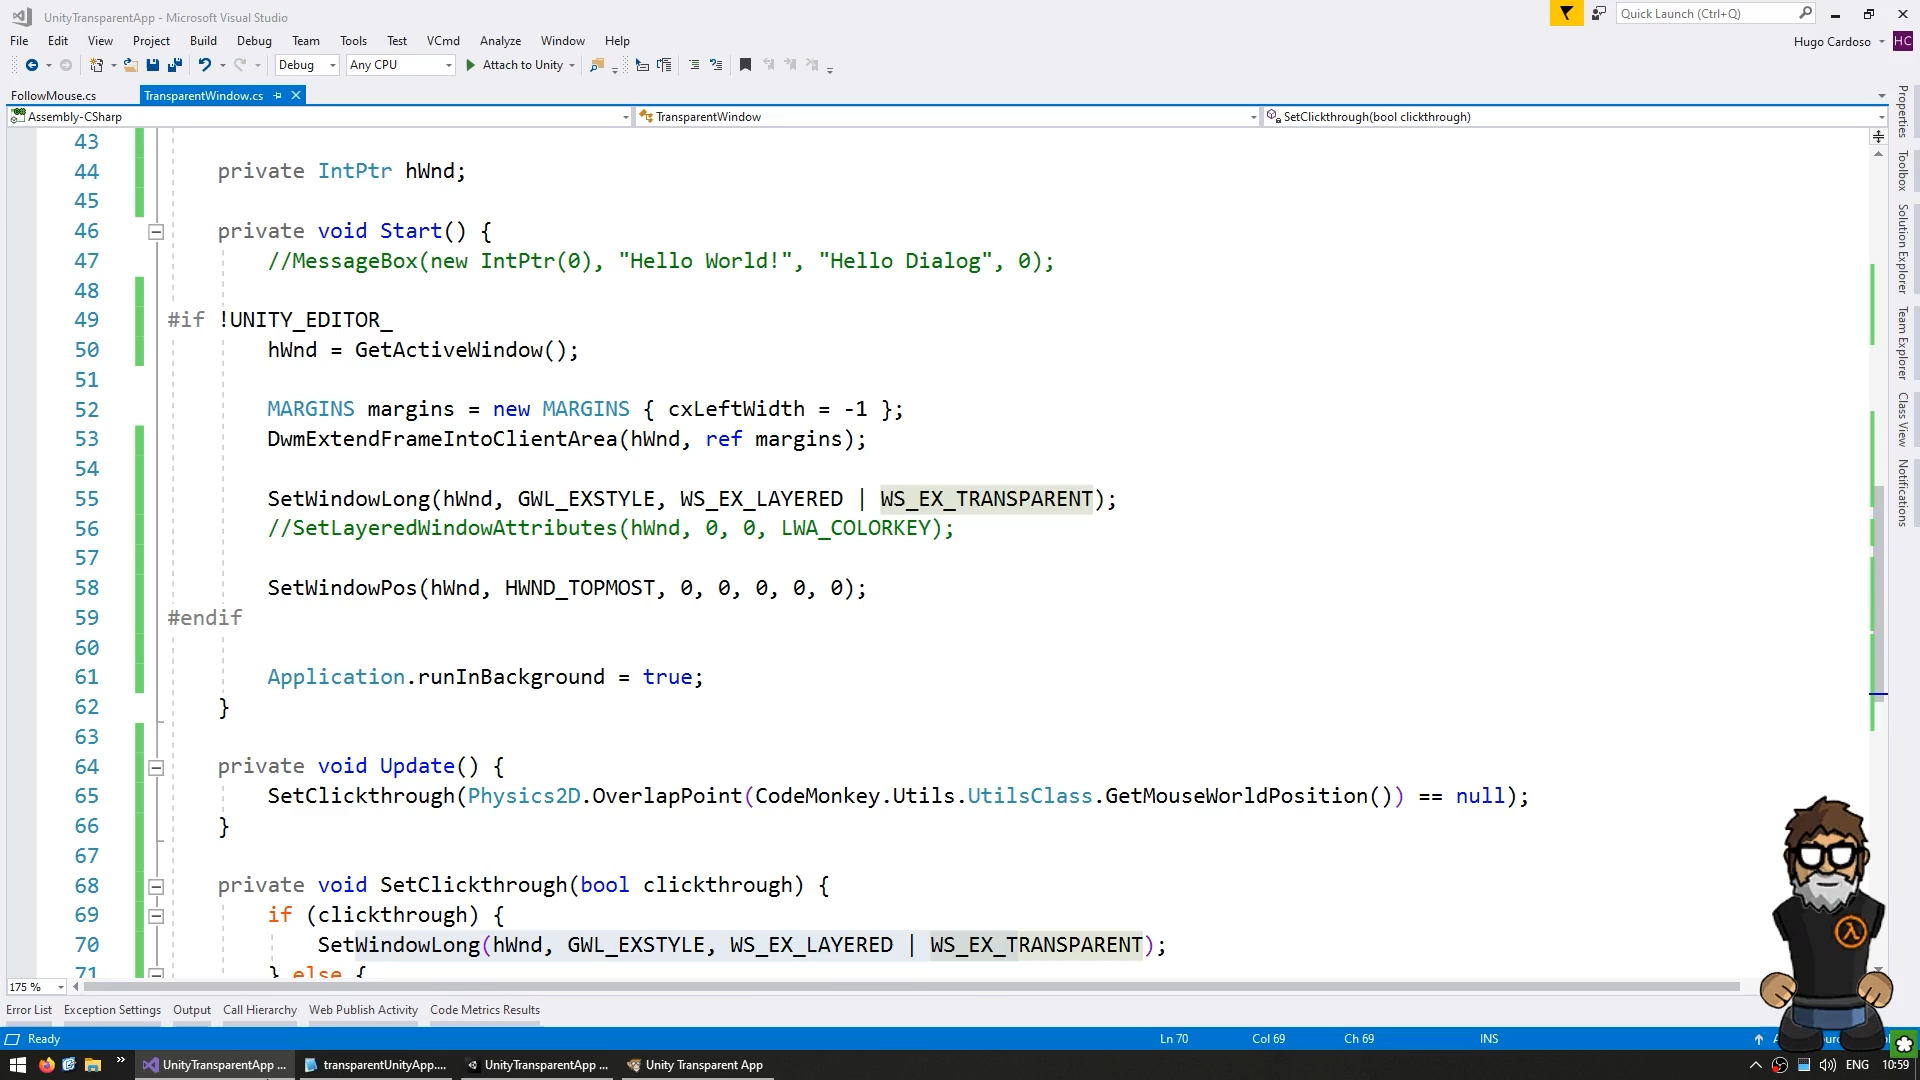 UnityTransparentApp - Microsoft Visual Studio
Quick Launch (Ctrl+Q)
File Edit View Project Build Debug Team Tools Test VCmd Analyze Window Help
Hugo Cardoso HC
Debug Any CPU Attach to Unity
FollowMouse.cs TransparentWindow.cs
Assembly-CSharp TransparentWindow SetClickthrough(bool clickthrough)
43
44 private IntPtr hWnd;
45
46 private void Start() {
47 //MessageBox(new IntPtr(0), "Hello World!", "Hello Dialog", 0);
48
49 #if !UNITY_EDITOR_
50 hWnd = GetActiveWindow();
51
52 MARGINS margins = new MARGINS { cxLeftWidth = -1 };
53 DwmExtendFrameIntoClientArea(hWnd, ref margins);
54
55 SetWindowLong(hWnd, GWL_EXSTYLE, WS_EX_LAYERED | WS_EX_TRANSPARENT);
56 //SetLayeredWindowAttributes(hWnd, 0, 0, LWA_COLORKEY);
57
58 SetWindowPos(hWnd, HWND_TOPMOST, 0, 0, 0, 0, 0);
59 #endif
60
61 Application.runInBackground = true;
62 }
63
64 private void Update() {
65 SetClickthrough(Physics2D.OverlapPoint(CodeMonkey.Utils.UtilsClass.GetMouseWorldPosition()) == null);
66 }
67
68 private void SetClickthrough(bool clickthrough) {
69 if (clickthrough) {
70 SetWindowLong(hWnd, GWL_EXSTYLE, WS_EX_LAYERED | WS_EX_TRANSPARENT);
71 } else {
Properties
Toolbox
Solution Explorer
Team Explorer
Class View
Notifications
175 %
Error List Exception Settings Output Call Hierarchy Web Publish Activity Code Metrics Results
Ready Ln 70 Col 69 Ch 69 INS
UnityTransparentApp ... transparentUnityApp.... UnityTransparentApp ... Unity Transparent App ENG 10:59